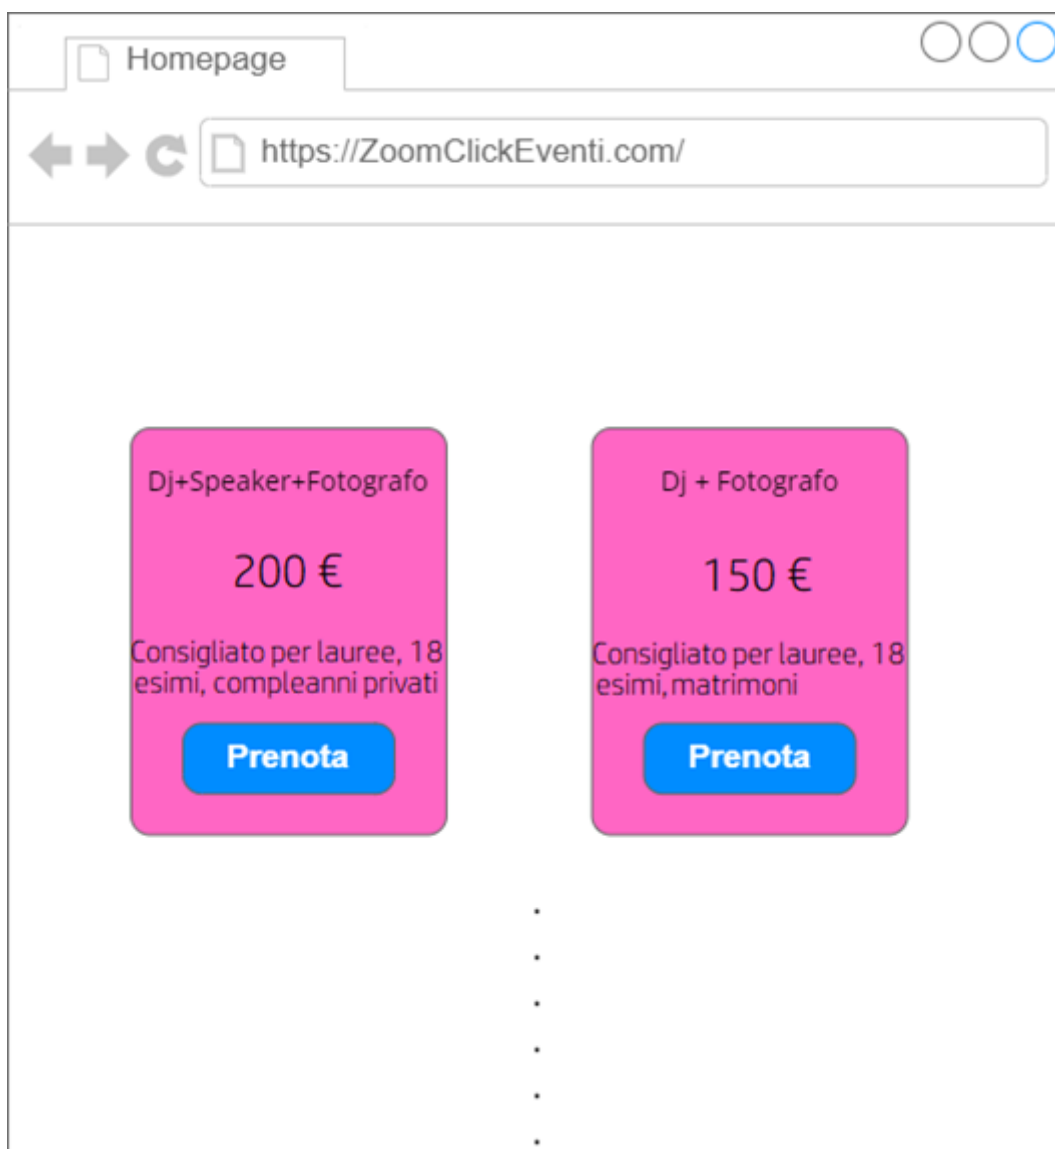 Homepage
https://ZoomClickEventi.com/
Dj+Speaker+Fotografo
200 €
Consigliato per lauree, 18
esimi, compleanni privati
Prenota
Dj + Fotografo
150 €
Consigliato per lauree, 18
esimi, matrimoni
Prenota